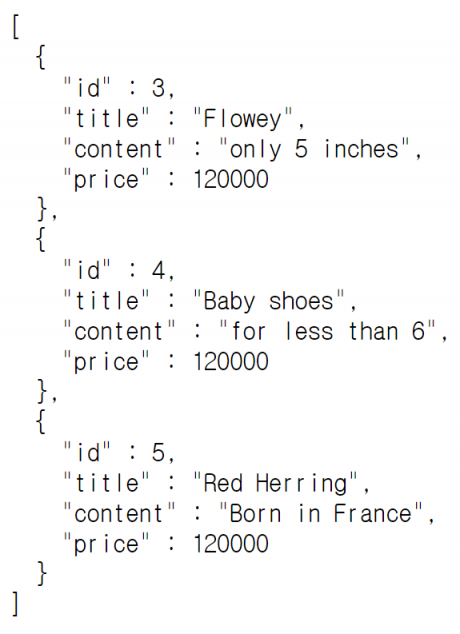 [
  {
    "id" : 3,
    "title" : "Flowey",
    "content" : "only 5 inches",
    "price" : 120000
  },
  {
    "id" : 4,
    "title" : "Baby shoes",
    "content" : "for less than 6",
    "price" : 120000
  },
  {
    "id" : 5,
    "title" : "Red Herring",
    "content" : "Born in France",
    "price" : 120000
  }
]